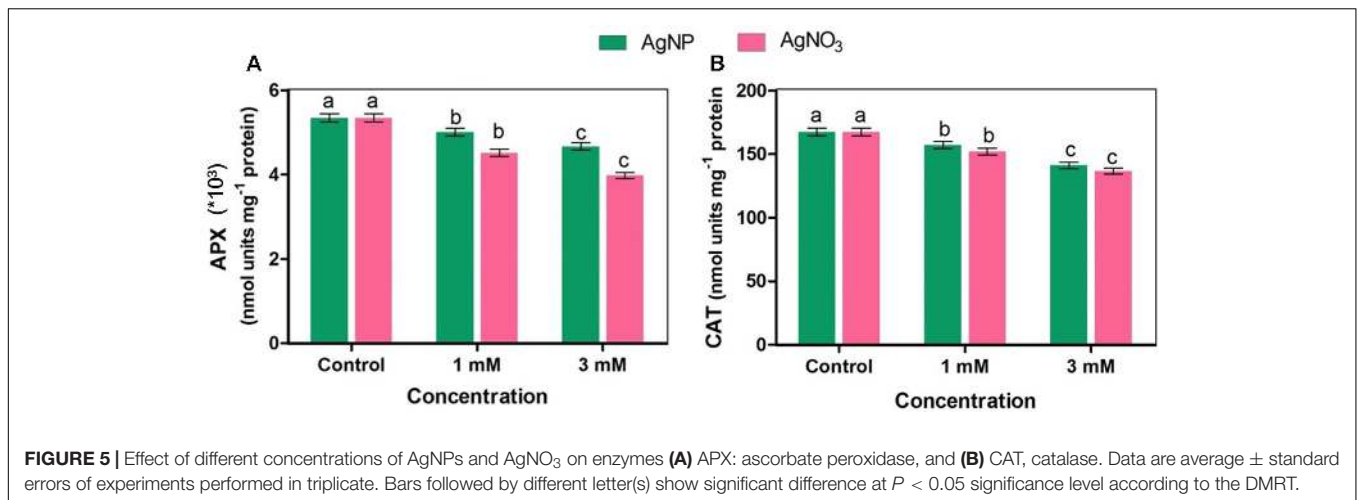 AgNP AgNO₃
A
6
4
2
0
APX (*10³)
(nmol units mg⁻¹ protein)
a a
b b
c c
Control 1 mM 3 mM
Concentration
B
200
150
100
50
0
CAT (nmol units mg⁻¹ protein
a a
b b
c c
Control 1 mM 3 mM
Concentration
FIGURE 5 | Effect of different concentrations of AgNPs and AgNO₃ on enzymes (A) APX: ascorbate peroxidase, and (B) CAT, catalase. Data are average ± standard
errors of experiments performed in triplicate. Bars followed by different letter(s) show significant difference at P < 0.05 significance level according to the DMRT.